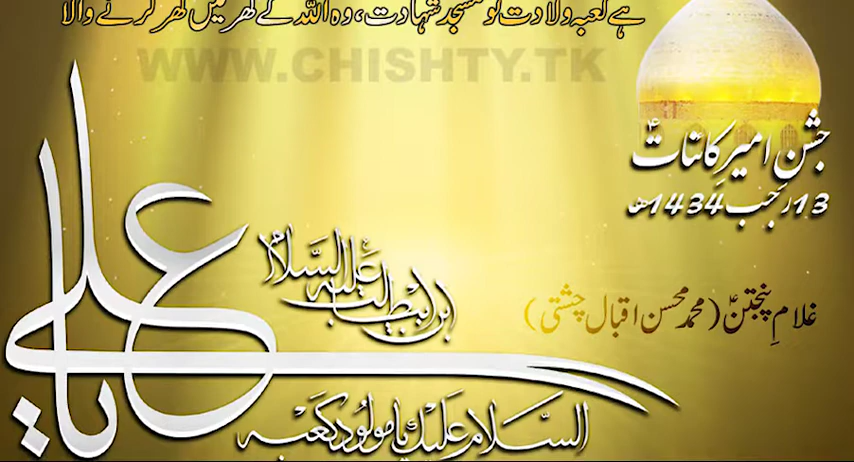 ہے کعبہ ولادت تو مسجد شہادت، وہ اللہ کے گھر میں گھر کرنے والا
WWW.CHISHTY.TK
جشنِ امیرِ کائناتؑ
13 رجب 1434ھ
یا علی
ابن ابیطالب علیہ السلام
غلامِ پنجتنؑ (محمد محسن اقبال چشتی)
السلام علیک یا مولود کعبہ